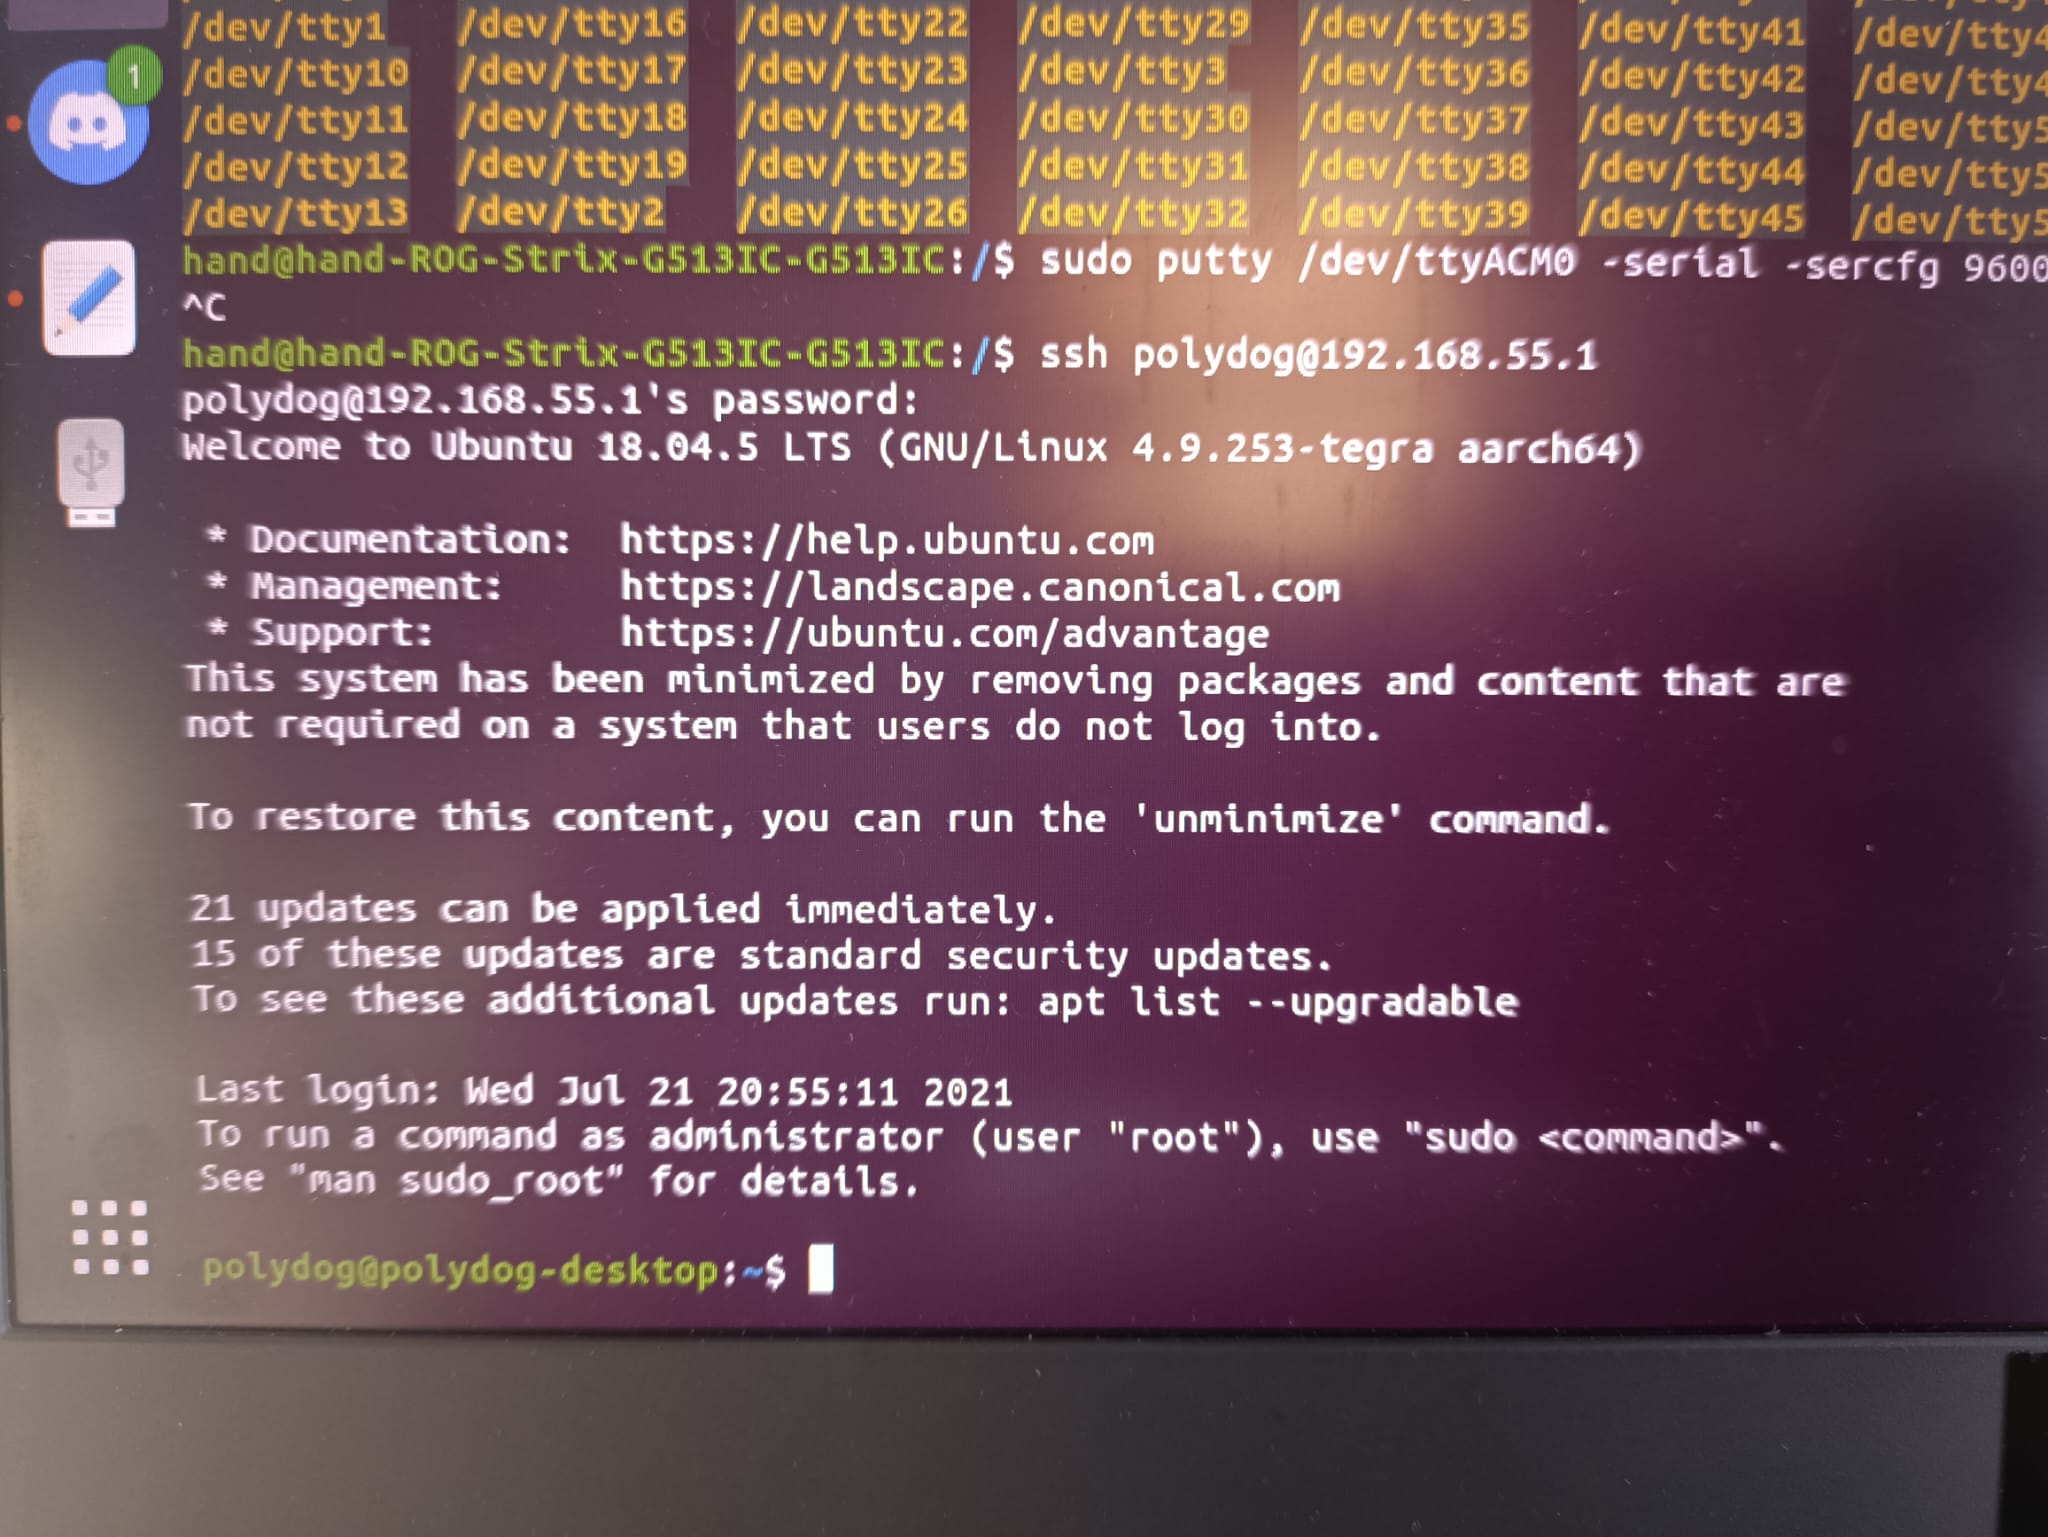 /dev/tty1 /dev/tty16 /dev/tty22 /dev/tty29 /dev/tty35 /dev/tty41 /dev/tty4
/dev/tty10 /dev/tty17 /dev/tty23 /dev/tty3 /dev/tty36 /dev/tty42 /dev/tty4
/dev/tty11 /dev/tty18 /dev/tty24 /dev/tty30 /dev/tty37 /dev/tty43 /dev/tty5
/dev/tty12 /dev/tty19 /dev/tty25 /dev/tty31 /dev/tty38 /dev/tty44 /dev/tty5
/dev/tty13 /dev/tty2 /dev/tty26 /dev/tty32 /dev/tty39 /dev/tty45 /dev/tty5
hand@hand-ROG-Strix-G513IC-G513IC:/$ sudo putty /dev/ttyACM0 -serial -sercfg 9600
^C
hand@hand-ROG-Strix-G513IC-G513IC:/$ ssh polydog@192.168.55.1
polydog@192.168.55.1's password:
Welcome to Ubuntu 18.04.5 LTS (GNU/Linux 4.9.253-tegra aarch64)
* Documentation: https://help.ubuntu.com
* Management: https://landscape.canonical.com
* Support: https://ubuntu.com/advantage
This system has been minimized by removing packages and content that are
not required on a system that users do not log into.
To restore this content, you can run the 'unminimize' command.
21 updates can be applied immediately.
15 of these updates are standard security updates.
To see these additional updates run: apt list --upgradable
Last login: Wed Jul 21 20:55:11 2021
To run a command as administrator (user "root"), use "sudo <command>".
See "man sudo_root" for details.
polydog@polydog-desktop:~$
1